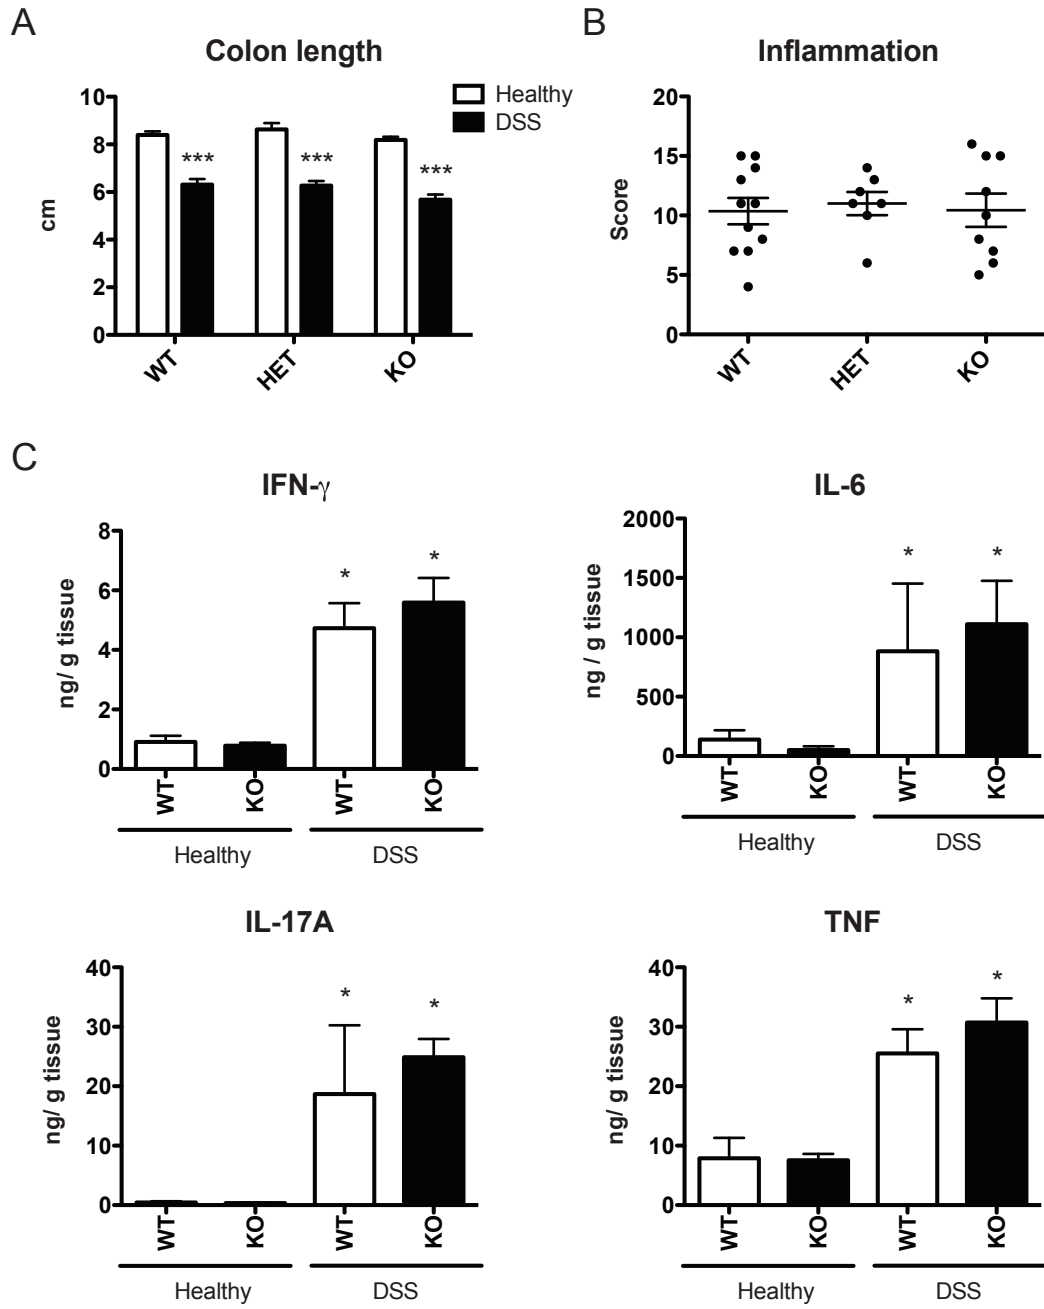 A
Colon length
Healthy
DSS
cm
10
8
6
4
2
0
***
***
***
WT
HET
KO
B
Inflammation
Score
20
15
10
5
0
WT
HET
KO
C
IFN-γ
ng/ g tissue
8
6
4
2
0
*
*
WT
KO
WT
KO
Healthy
DSS
IL-6
ng / g tissue
2000
1500
1000
500
0
*
*
WT
KO
WT
KO
Healthy
DSS
IL-17A
ng/ g tissue
40
30
20
10
0
*
*
WT
KO
WT
KO
Healthy
DSS
TNF
ng/ g tissue
40
30
20
10
0
*
*
WT
KO
WT
KO
Healthy
DSS